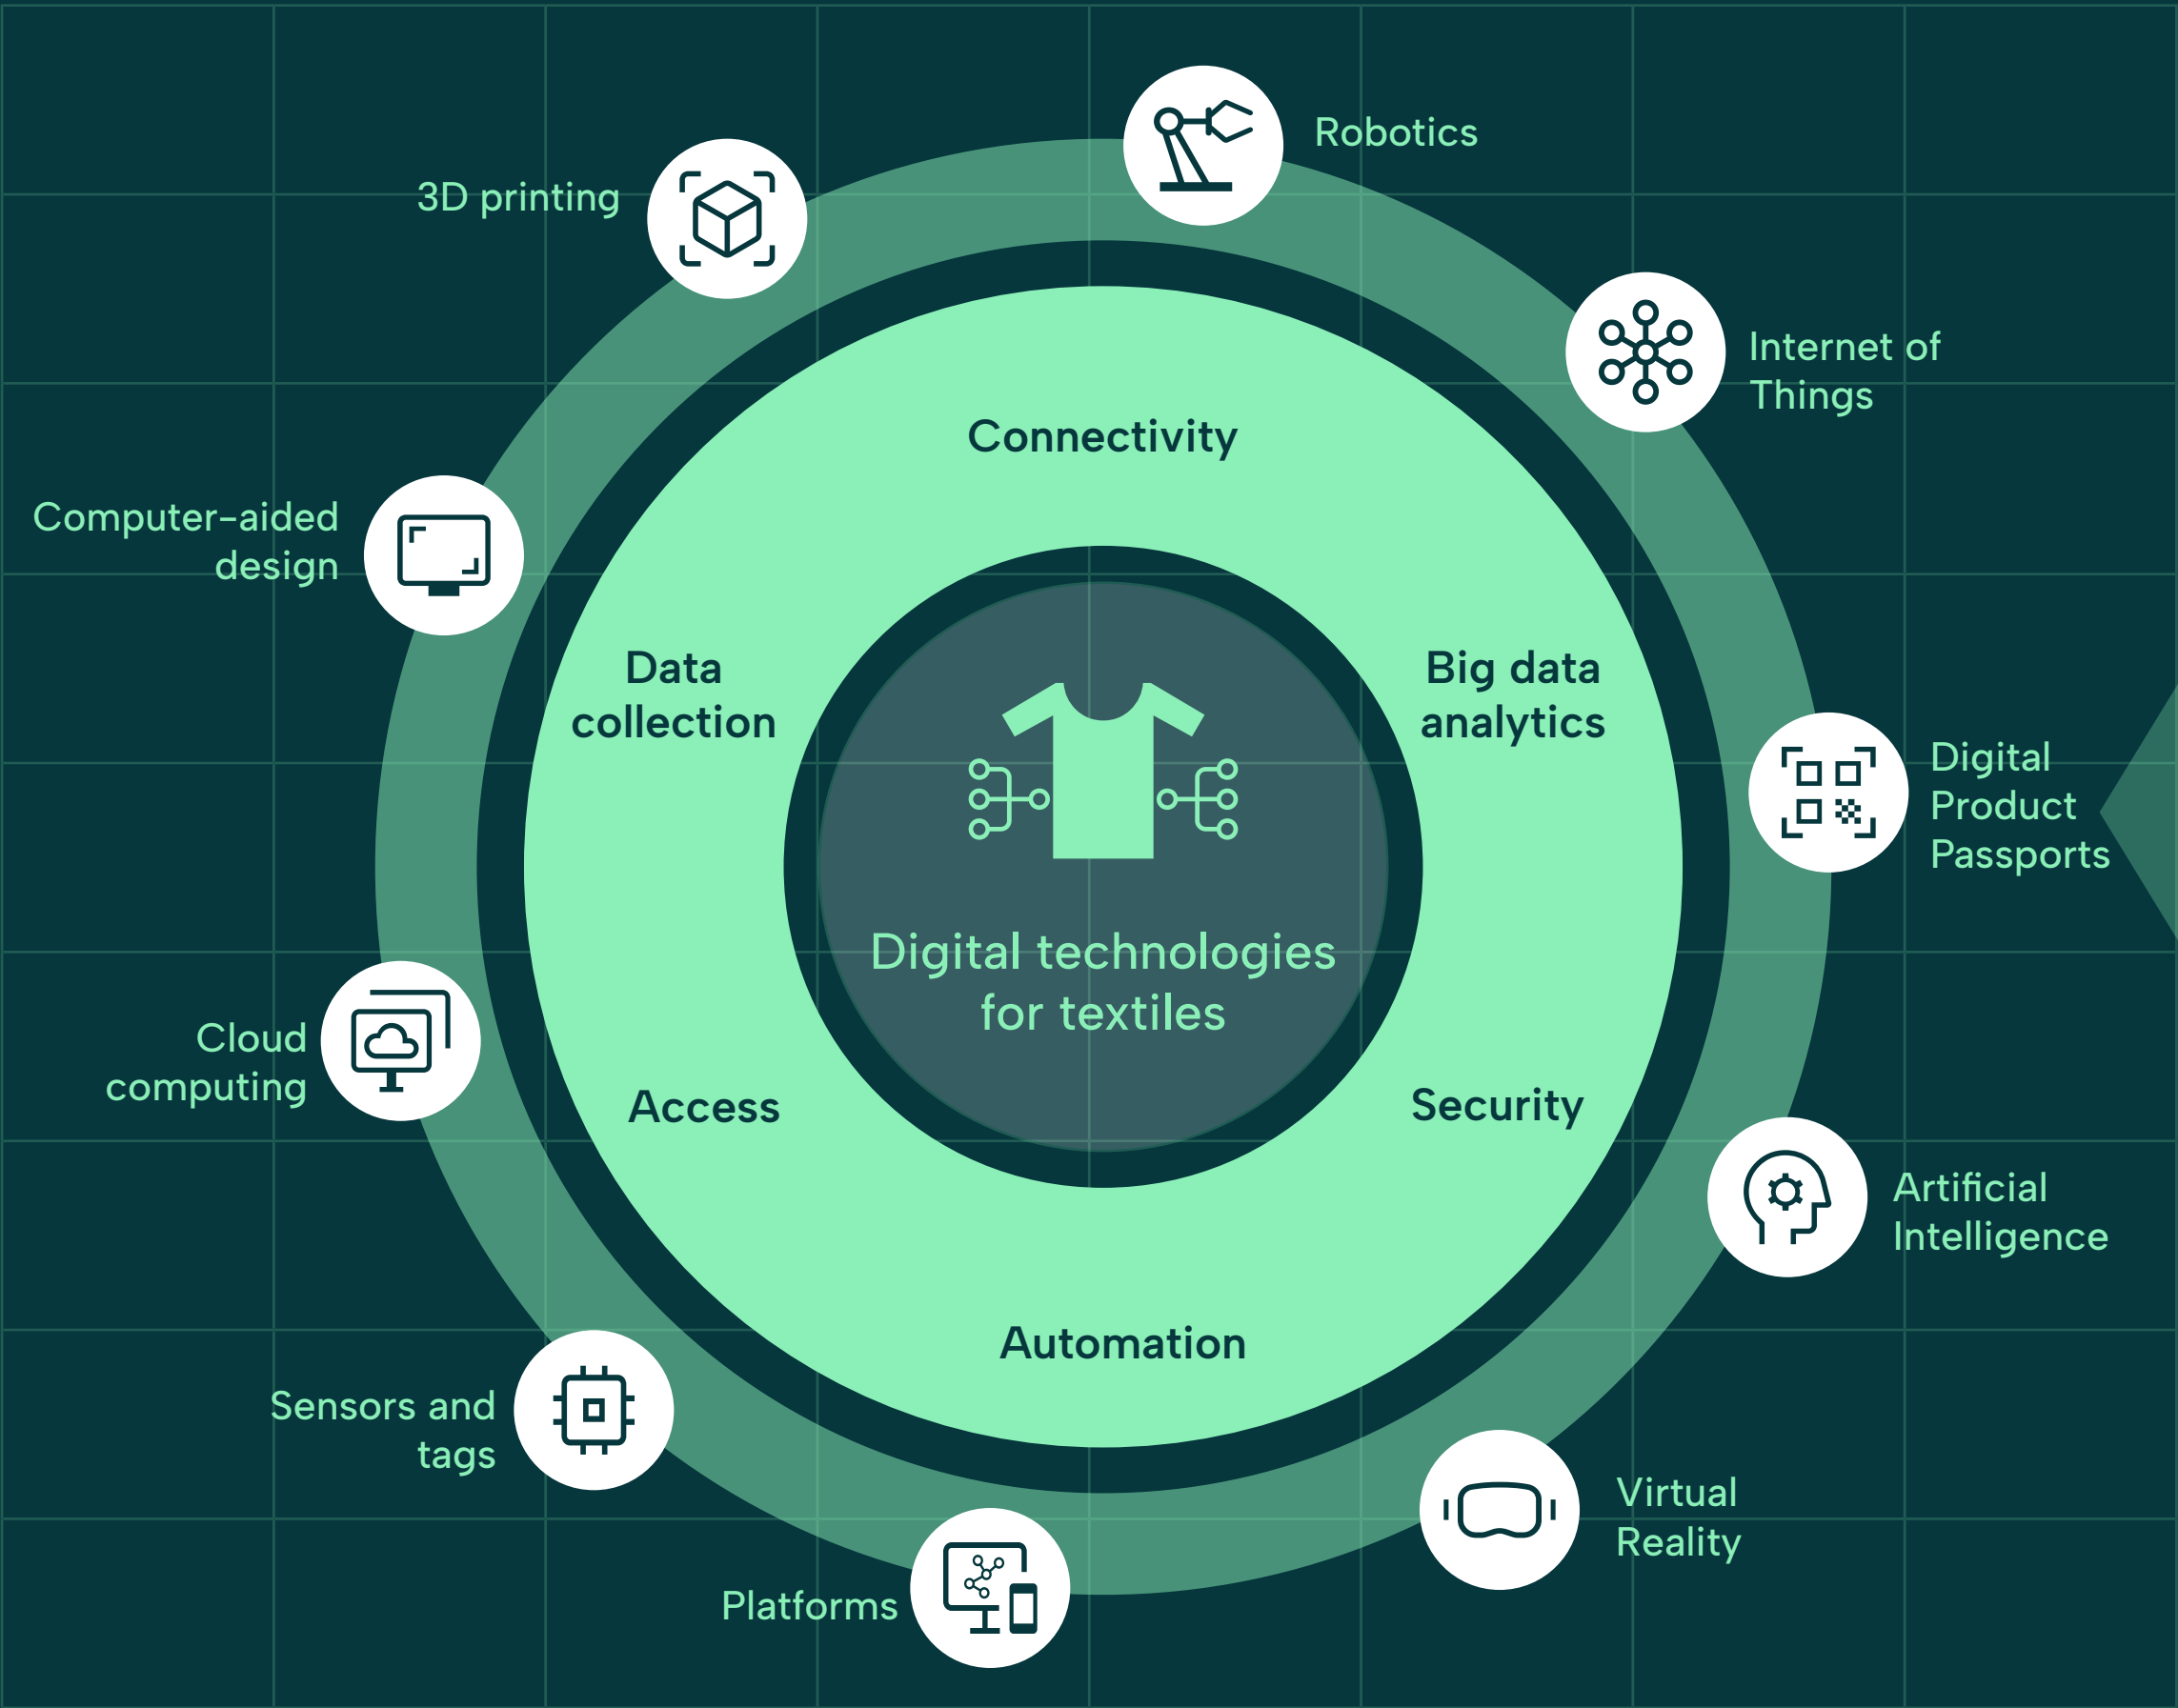 Robotics
3D printing
Internet of
Things
Connectivity
Computer-aided
design
Data
collection
Big data
analytics
Digital
Product
Passports
Digital technologies
for textiles
Cloud
computing
Access
Security
Artificial
Intelligence
Automation
Sensors and
tags
Virtual
Reality
Platforms